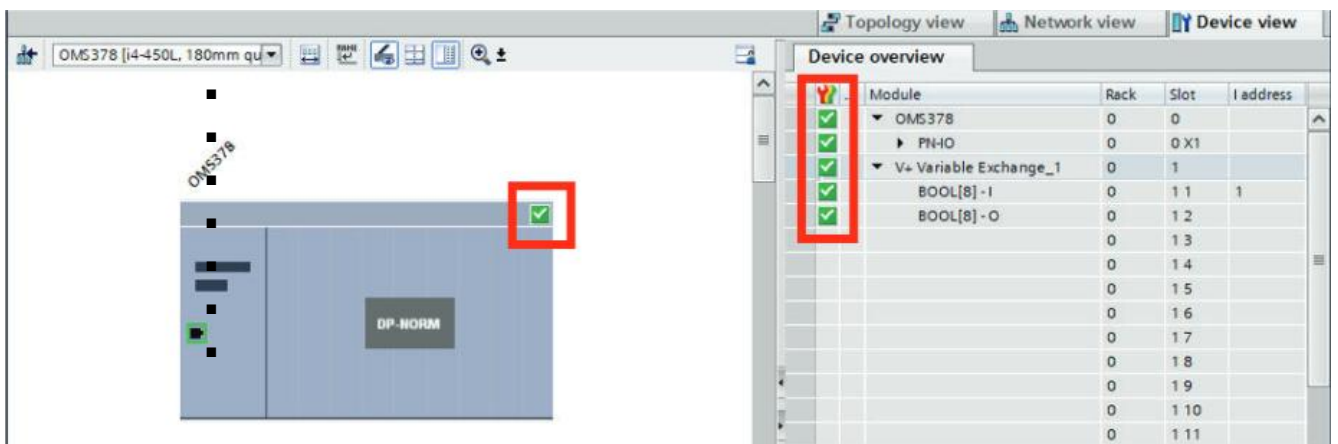 Topology view Network view Device view
OMS378 [i4-450L, 180mm qu
Device overview
... Module Rack Slot I address
OMS378 0 0
PN-IO 0 0 X1
V+ Variable Exchange_1 0 1
BOOL[8] - I 0 1 1 1
BOOL[8] - O 0 1 2
0 1 3
0 1 4
0 1 5
0 1 6
0 1 7
0 1 8
0 1 9
0 1 10
0 1 11
OMS378
DP-NORM